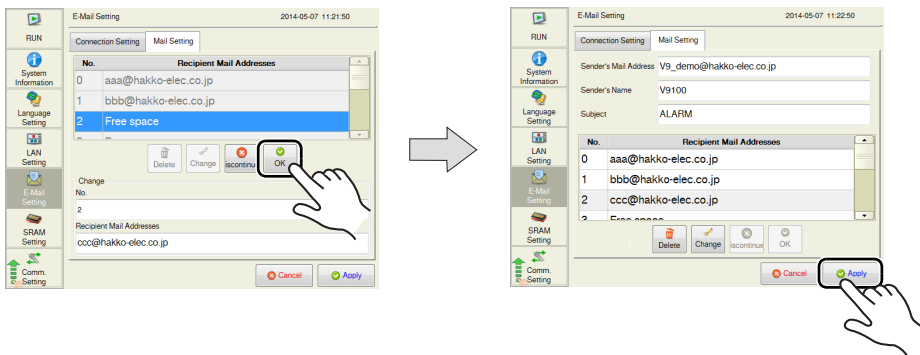 E-Mail Setting 2014-05-07 11:21:50
RUN
System
Information
Language
Setting
LAN
Setting
E-Mail
Setting
SRAM
Setting
Comm.
Setting
Connection Setting Mail Setting
No. Recipient Mail Addresses
0 aaa@hakko-elec.co.jp
1 bbb@hakko-elec.co.jp
2 Free space
Delete Change iscontinue OK
Change
No.
2
Recipient Mail Addresses
ccc@hakko-elec.co.jp
Cancel Apply
E-Mail Setting 2014-05-07 11:22:50
RUN
System
Information
Language
Setting
LAN
Setting
E-Mail
Setting
SRAM
Setting
Comm.
Setting
Connection Setting Mail Setting
Sender's Mail Address V9_demo@hakko-elec.co.jp
Sender's Name V9100
Subject ALARM
No. Recipient Mail Addresses
0 aaa@hakko-elec.co.jp
1 bbb@hakko-elec.co.jp
2 ccc@hakko-elec.co.jp
3 Free space
Delete Change iscontinue OK
Cancel Apply